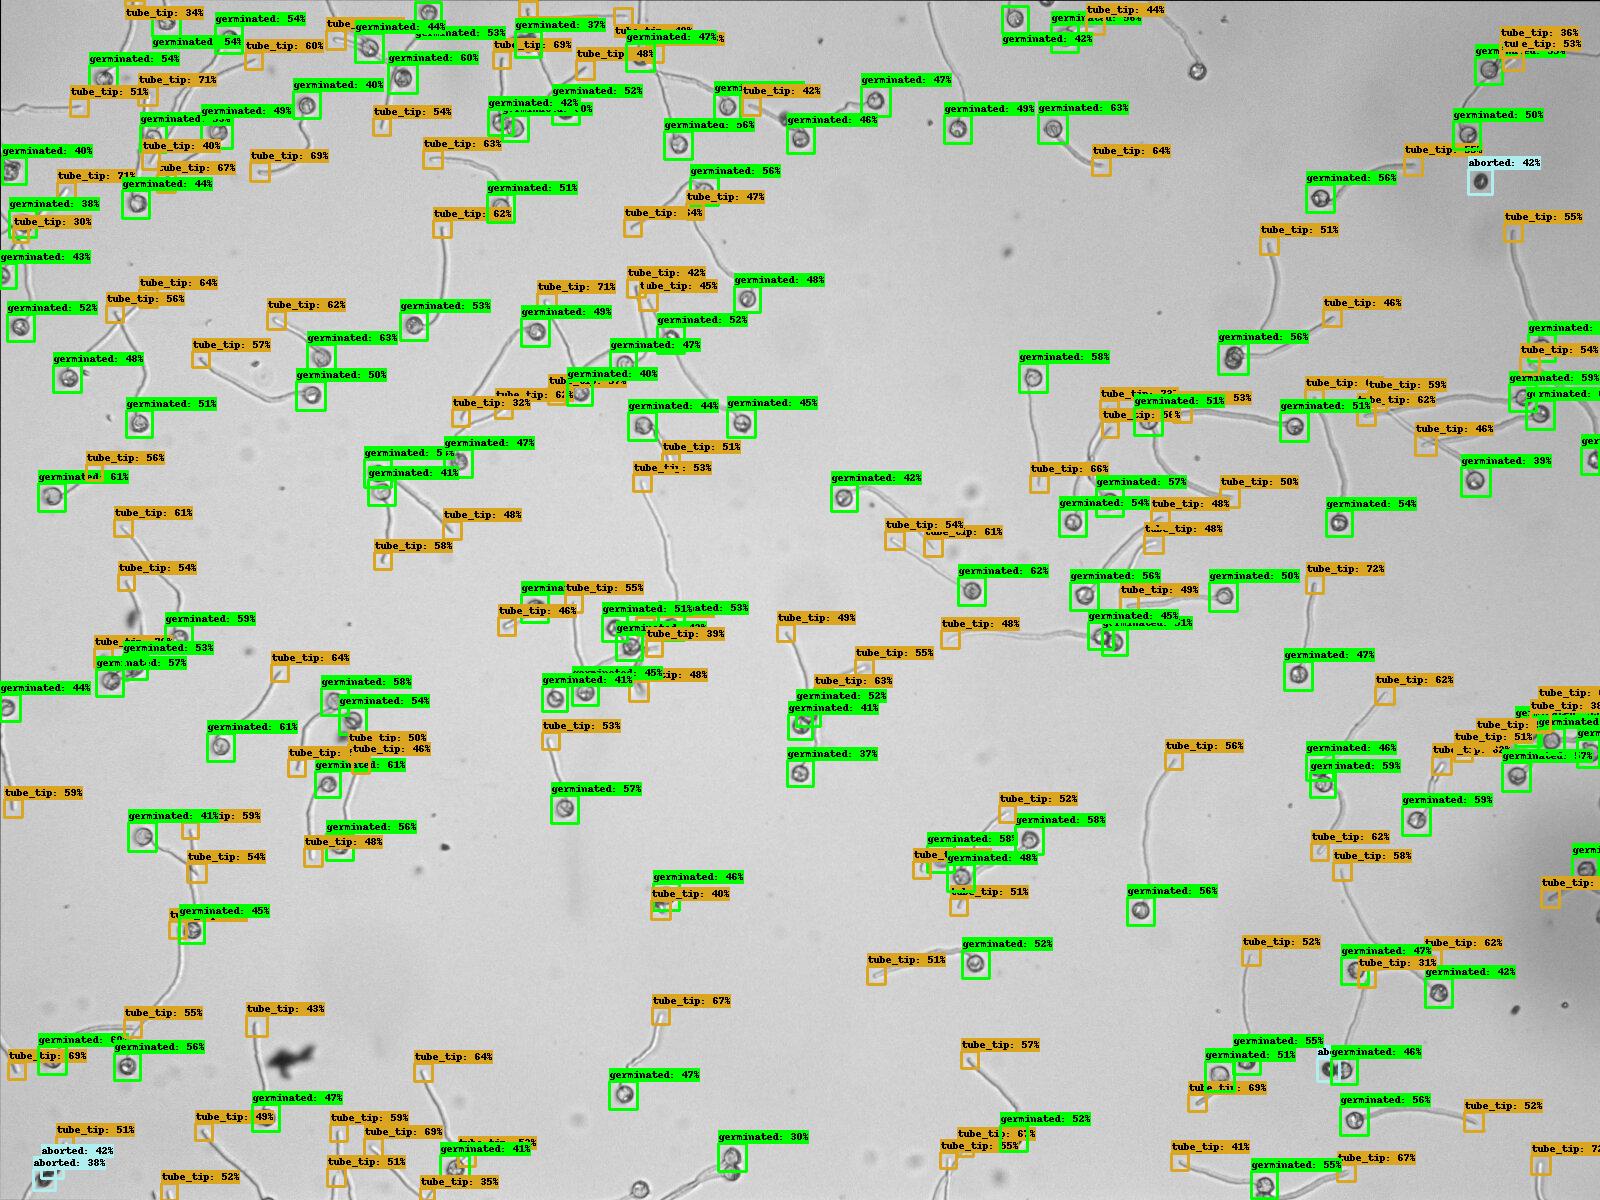 tube_tip: 34%
germinated: 54%
tube_tip: 44%
germinated: 54%
tube_tip: 60%
germinated: 53%
germinated: 37%
germinated: 47%
germinated: 42%
tube_tip: 36%
tube_tip: 53%
germinated: 54%
tube_tip: 71%
germinated: 60%
tube_tip: 69%
tube_tip: 51%
germinated: 40%
germinated: 52%
tube_tip: 42%
germinated: 47%
germinated: 49%
tube_tip: 54%
germinated: 42%
germinated: 46%
germinated: 49%
germinated: 63%
germinated: 50%
germinated: 40%
tube_tip: 40%
tube_tip: 69%
tube_tip: 63%
tube_tip: 64%
aborted: 42%
tube_tip: 67%
germinated: 44%
germinated: 51%
germinated: 56%
tube_tip: 47%
germinated: 56%
germinated: 38%
tube_tip: 30%
tube_tip: 62%
tube_tip: 51%
tube_tip: 55%
germinated: 43%
tube_tip: 64%
tube_tip: 56%
tube_tip: 62%
tube_tip: 71%
tube_tip: 42%
tube_tip: 45%
germinated: 48%
tube_tip: 46%
germinated: 52%
germinated: 53%
germinated: 49%
germinated: 52%
germinated: 63%
germinated: 47%
germinated: 56%
tube_tip: 57%
germinated: 48%
germinated: 50%
germinated: 40%
germinated: 58%
tube_tip: 54%
germinated: 51%
tube_tip: 32%
germinated: 44%
germinated: 45%
germinated: 51%
germinated: 51%
tube_tip: 59%
germinated: 59%
tube_tip: 56%
germinated: 61%
germinated: 47%
germinated: 41%
tube_tip: 51%
tube_tip: 53%
tube_tip: 46%
germinated: 39%
tube_tip: 61%
tube_tip: 48%
tube_tip: 58%
germinated: 42%
tube_tip: 66%
germinated: 57%
tube_tip: 50%
germinated: 54%
tube_tip: 48%
germinated: 54%
tube_tip: 54%
tube_tip: 61%
tube_tip: 48%
tube_tip: 54%
germinated: 62%
germinated: 56%
germinated: 50%
tube_tip: 72%
tube_tip: 55%
tube_tip: 46%
tube_tip: 49%
tube_tip: 49%
germinated: 59%
germinated: 51%
tube_tip: 39%
tube_tip: 48%
germinated: 45%
germinated: 53%
germinated: 57%
tube_tip: 64%
germinated: 45%
tube_tip: 48%
tube_tip: 55%
germinated: 47%
germinated: 44%
germinated: 58%
germinated: 41%
tube_tip: 63%
tube_tip: 62%
germinated: 54%
germinated: 52%
germinated: 41%
germinated: 61%
tube_tip: 50%
tube_tip: 46%
tube_tip: 53%
germinated: 37%
tube_tip: 56%
germinated: 46%
tube_tip: 51%
germinated: 61%
germinated: 59%
tube_tip: 59%
germinated: 57%
tube_tip: 52%
germinated: 59%
germinated: 41%
germinated: 56%
tube_tip: 48%
germinated: 58%
germinated: 58%
tube_tip: 62%
tube_tip: 54%
germinated: 48%
tube_tip: 58%
germinated: 46%
tube_tip: 40%
tube_tip: 51%
germinated: 56%
germinated: 45%
germinated: 52%
tube_tip: 51%
tube_tip: 52%
germinated: 47%
tube_tip: 62%
tube_tip: 31%
germinated: 42%
tube_tip: 55%
tube_tip: 43%
tube_tip: 67%
germinated: 56%
tube_tip: 69%
tube_tip: 64%
tube_tip: 57%
germinated: 55%
germinated: 51%
germinated: 46%
germinated: 47%
germinated: 47%
tube_tip: 69%
germinated: 56%
tube_tip: 52%
tube_tip: 49%
tube_tip: 59%
tube_tip: 51%
tube_tip: 69%
germinated: 30%
germinated: 52%
aborted: 42%
aborted: 38%
germinated: 41%
tube_tip: 41%
tube_tip: 51%
tube_tip: 52%
tube_tip: 35%
germinated: 55%
tube_tip: 67%